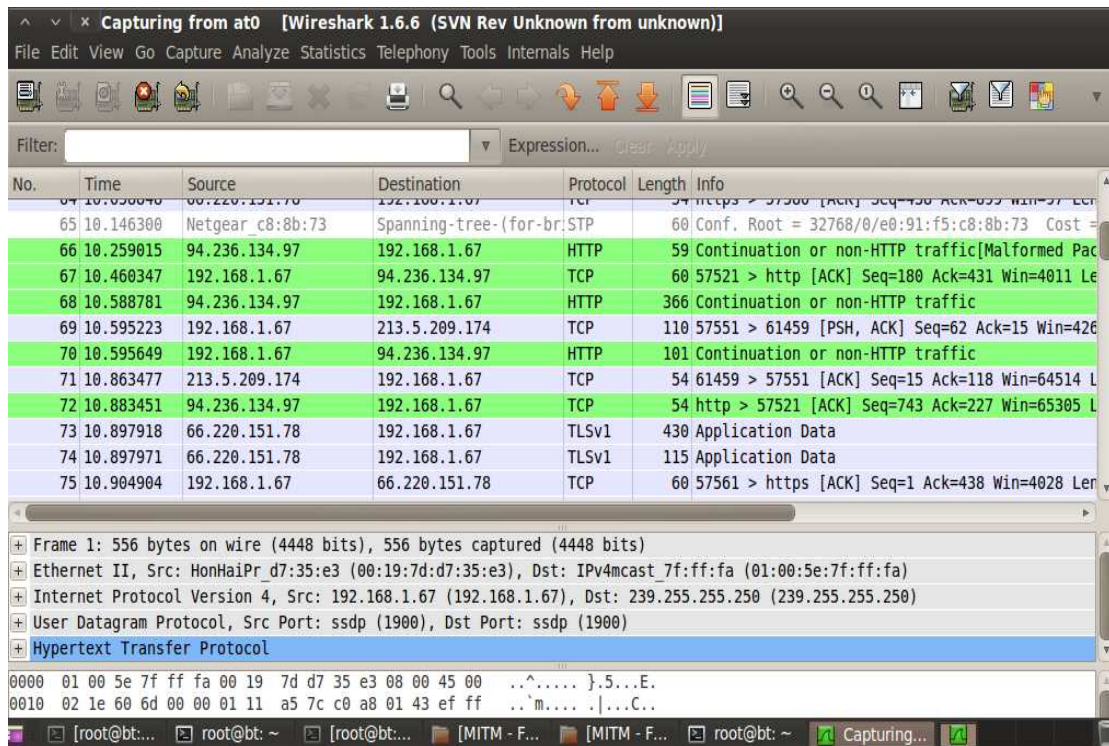 Capturing from at0 [Wireshark 1.6.6 (SVN Rev Unknown from unknown)]
File Edit View Go Capture Analyze Statistics Telephony Tools Internals Help
Filter: Expression... Clear Apply
No. Time Source Destination Protocol Length Info
65 10.146300 Netgear_c8:8b:73 Spanning-tree-(for-br STP 60 Conf. Root = 32768/0/e0:91:f5:c8:8b:73 Cost =
66 10.259015 94.236.134.97 192.168.1.67 HTTP 59 Continuation or non-HTTP traffic[Malformed Pac
67 10.460347 192.168.1.67 94.236.134.97 TCP 60 57521 > http [ACK] Seq=180 Ack=431 Win=4011 Le
68 10.588781 94.236.134.97 192.168.1.67 HTTP 366 Continuation or non-HTTP traffic
69 10.595223 192.168.1.67 213.5.209.174 TCP 110 57551 > 61459 [PSH, ACK] Seq=62 Ack=15 Win=426
70 10.595649 192.168.1.67 94.236.134.97 HTTP 101 Continuation or non-HTTP traffic
71 10.863477 213.5.209.174 192.168.1.67 TCP 54 61459 > 57551 [ACK] Seq=15 Ack=118 Win=64514 L
72 10.883451 94.236.134.97 192.168.1.67 TCP 54 http > 57521 [ACK] Seq=743 Ack=227 Win=65305 L
73 10.897918 66.220.151.78 192.168.1.67 TLSv1 430 Application Data
74 10.897971 66.220.151.78 192.168.1.67 TLSv1 115 Application Data
75 10.904904 192.168.1.67 66.220.151.78 TCP 60 57561 > https [ACK] Seq=1 Ack=438 Win=4028 Len
Frame 1: 556 bytes on wire (4448 bits), 556 bytes captured (4448 bits)
Ethernet II, Src: HonHaiPr_d7:35:e3 (00:19:7d:d7:35:e3), Dst: IPv4mcast_7f:ff:fa (01:00:5e:7f:ff:fa)
Internet Protocol Version 4, Src: 192.168.1.67 (192.168.1.67), Dst: 239.255.255.250 (239.255.255.250)
User Datagram Protocol, Src Port: ssdp (1900), Dst Port: ssdp (1900)
Hypertext Transfer Protocol
0000 01 00 5e 7f ff fa 00 19 7d d7 35 e3 08 00 45 00 ..^..... }.5...E.
0010 02 1e 60 6d 00 00 01 11 a5 7c c0 a8 01 43 ef ff ..`m.... .|...C..
[root@bt:... root@bt: ~ [root@bt:... [MITM - F... [MITM - F... root@bt: ~ Capturing...